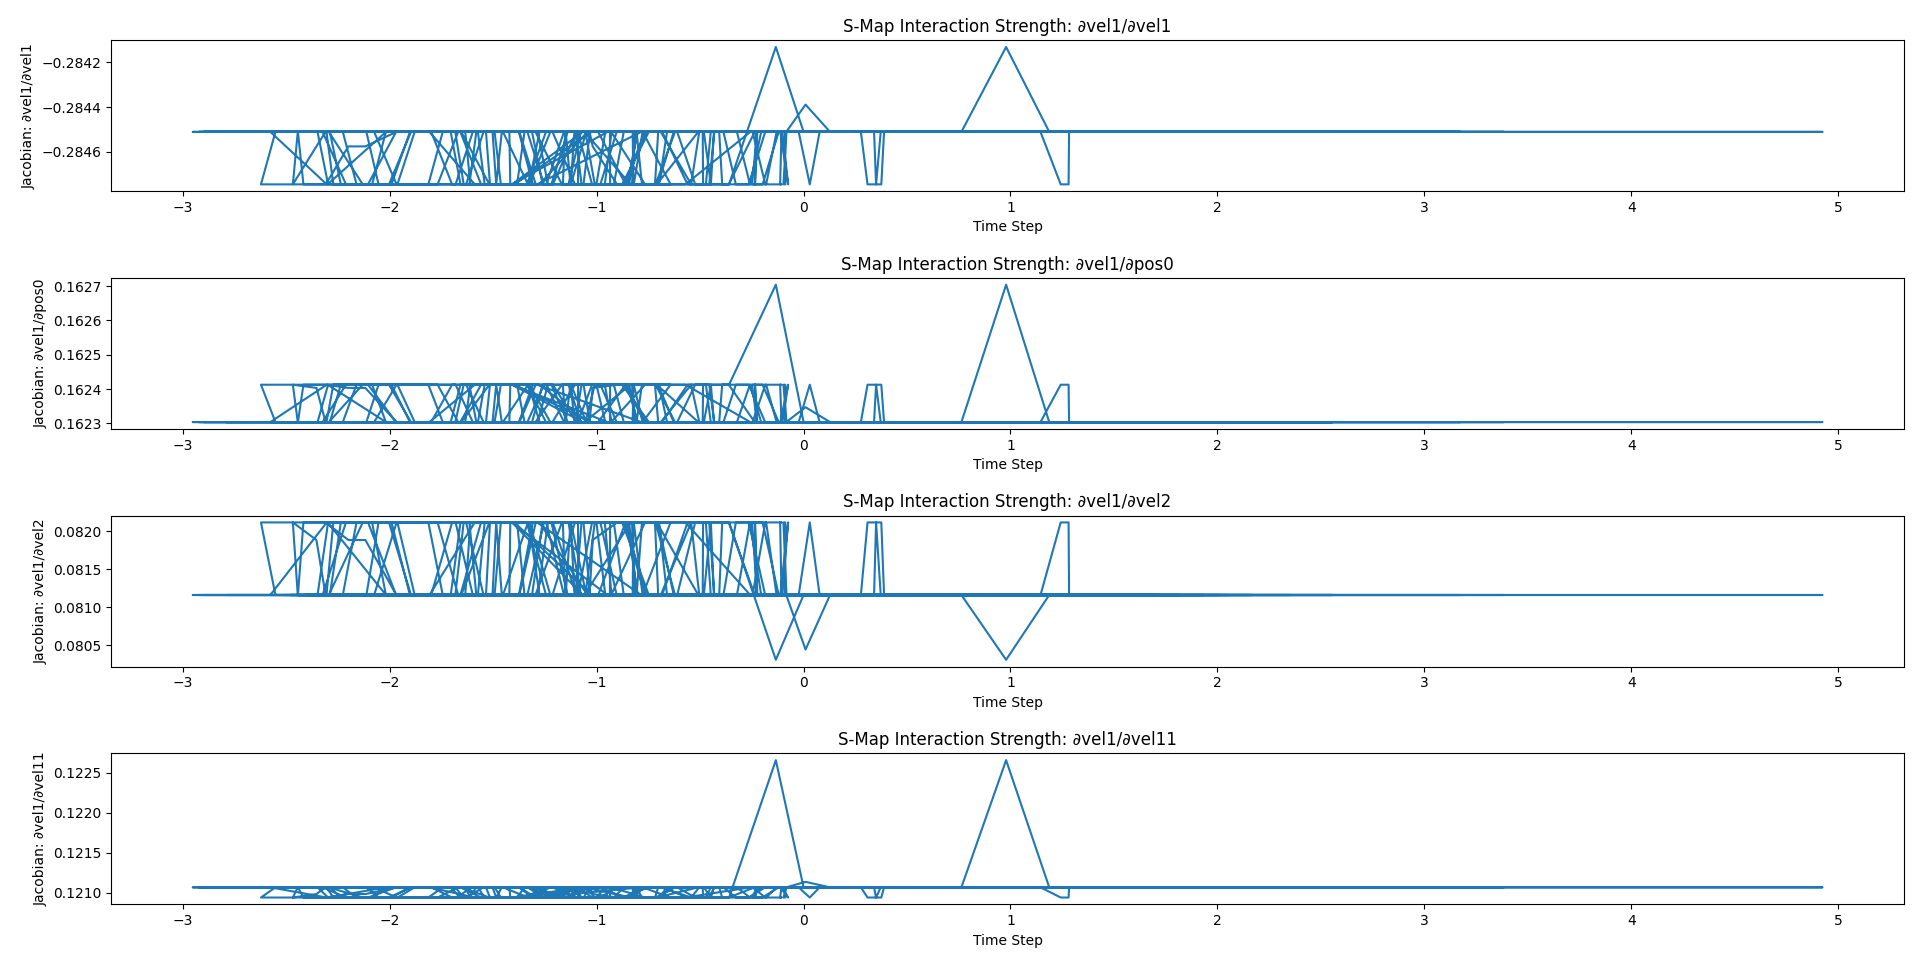 S-Map Interaction Strength: ∂vel1/∂vel1
Jacobian: ∂vel1/∂vel1
−0.2842
−0.2844
−0.2846
−3 −2 −1 0 1 2 3 4 5
Time Step
S-Map Interaction Strength: ∂vel1/∂pos0
Jacobian: ∂vel1/∂pos0
0.1627
0.1626
0.1625
0.1624
0.1623
−3 −2 −1 0 1 2 3 4 5
Time Step
S-Map Interaction Strength: ∂vel1/∂vel2
Jacobian: ∂vel1/∂vel2
0.0820
0.0815
0.0810
0.0805
−3 −2 −1 0 1 2 3 4 5
Time Step
S-Map Interaction Strength: ∂vel1/∂vel11
Jacobian: ∂vel1/∂vel11
0.1225
0.1220
0.1215
0.1210
−3 −2 −1 0 1 2 3 4 5
Time Step